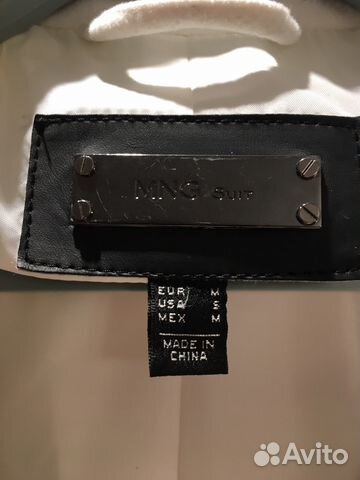 MNG SUIT
EUR M
USA S
MEX M
MADE IN
CHINA
Avito